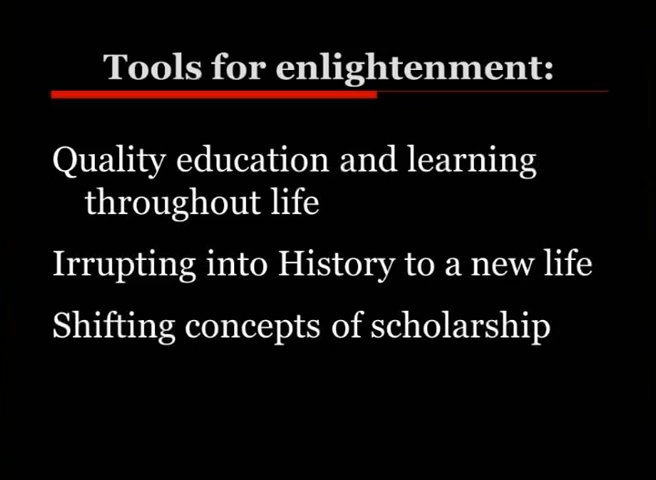 Tools for enlightenment:
Quality education and learning
throughout life
Irrupting into History to a new life
Shifting concepts of scholarship